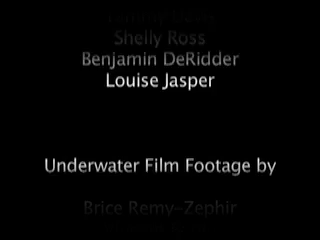 Shelly Ross
Benjamin DeRidder
Louise Jasper
Underwater Film Footage by
Brice Remy-Zephir